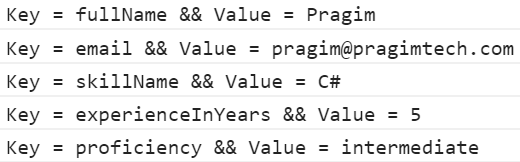 Key = fullName && Value = Pragim
Key = email && Value = pragim@pragimtech.com
Key = skillName && Value = C#
Key = experienceInYears && Value = 5
Key = proficiency && Value = intermediate